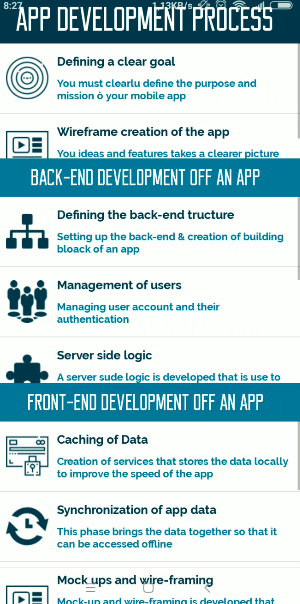 8:27
1.13KB/s
APP DEVELOPMENT PROCESS
Defining a clear goal
You must clearlu define the purpose and
mission ò your mobile app
Wireframe creation of the app
You ideas and features takes a clearer picture
BACK-END DEVELOPMENT OFF AN APP
Defining the back-end tructure
Setting up the back-end & creation of building
bloack of an app
Management of users
Managing user account and their
authentication
Server side logic
A server sude logic is developed that is use to
FRONT-END DEVELOPMENT OFF AN APP
Caching of Data
Creation of services that stores the data locally
to improve the speed of the app
Synchronization of app data
This phase brings the data together so that it
can be accessed offline
Mock ups and wire-framing
Mock-up and wire-framing is developed that